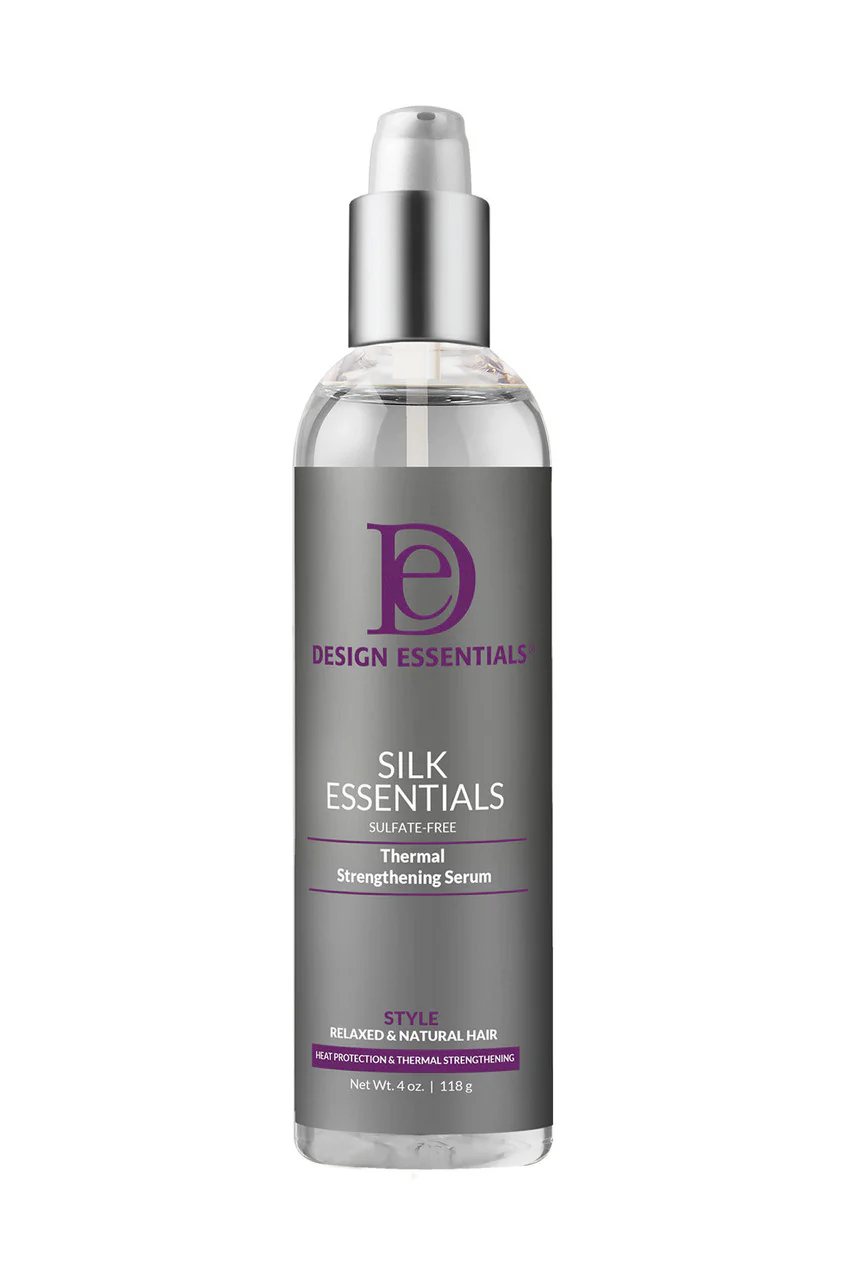 De
DESIGN ESSENTIALS®
SILK
ESSENTIALS
SULFATE-FREE
Thermal
Strengthening Serum
STYLE
RELAXED & NATURAL HAIR
HEAT PROTECTION & THERMAL STRENGTHENING
Net Wt. 4 oz. | 118 g